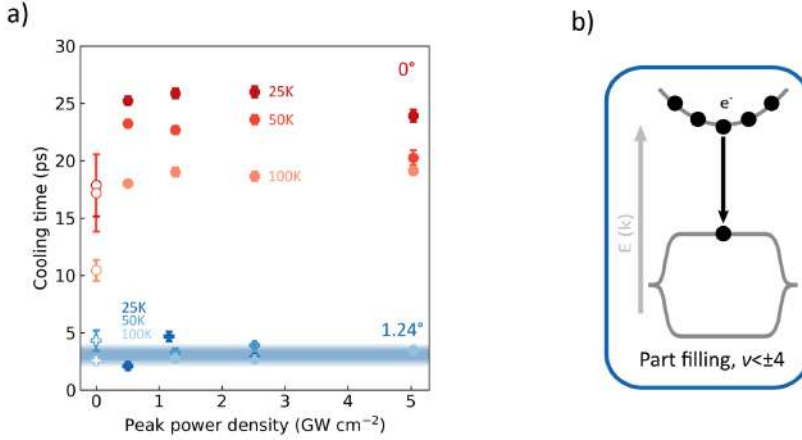 a)
30
25
20
15
10
5
0
Cooling time (ps)
0°
25K
50K
100K
25K
50K
100K
1.24°
0 1 2 3 4 5
Peak power density (GW cm⁻²)
b)
e⁻
E (k)
Part filling, v<±4